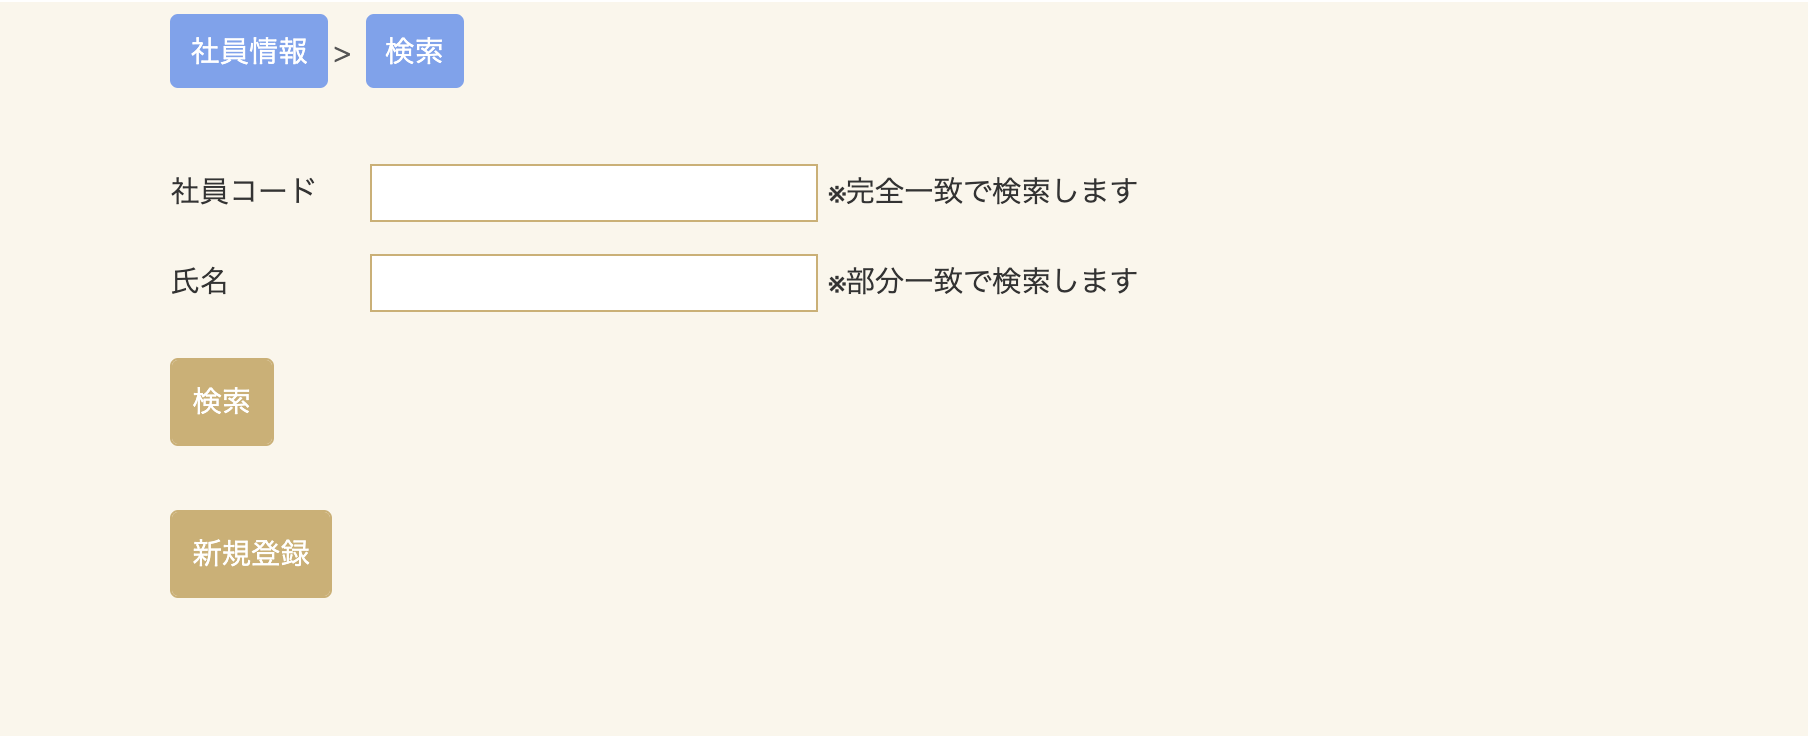 社員情報 > 検索
社員コード ※完全一致で検索します
氏名 ※部分一致で検索します
検索
新規登録